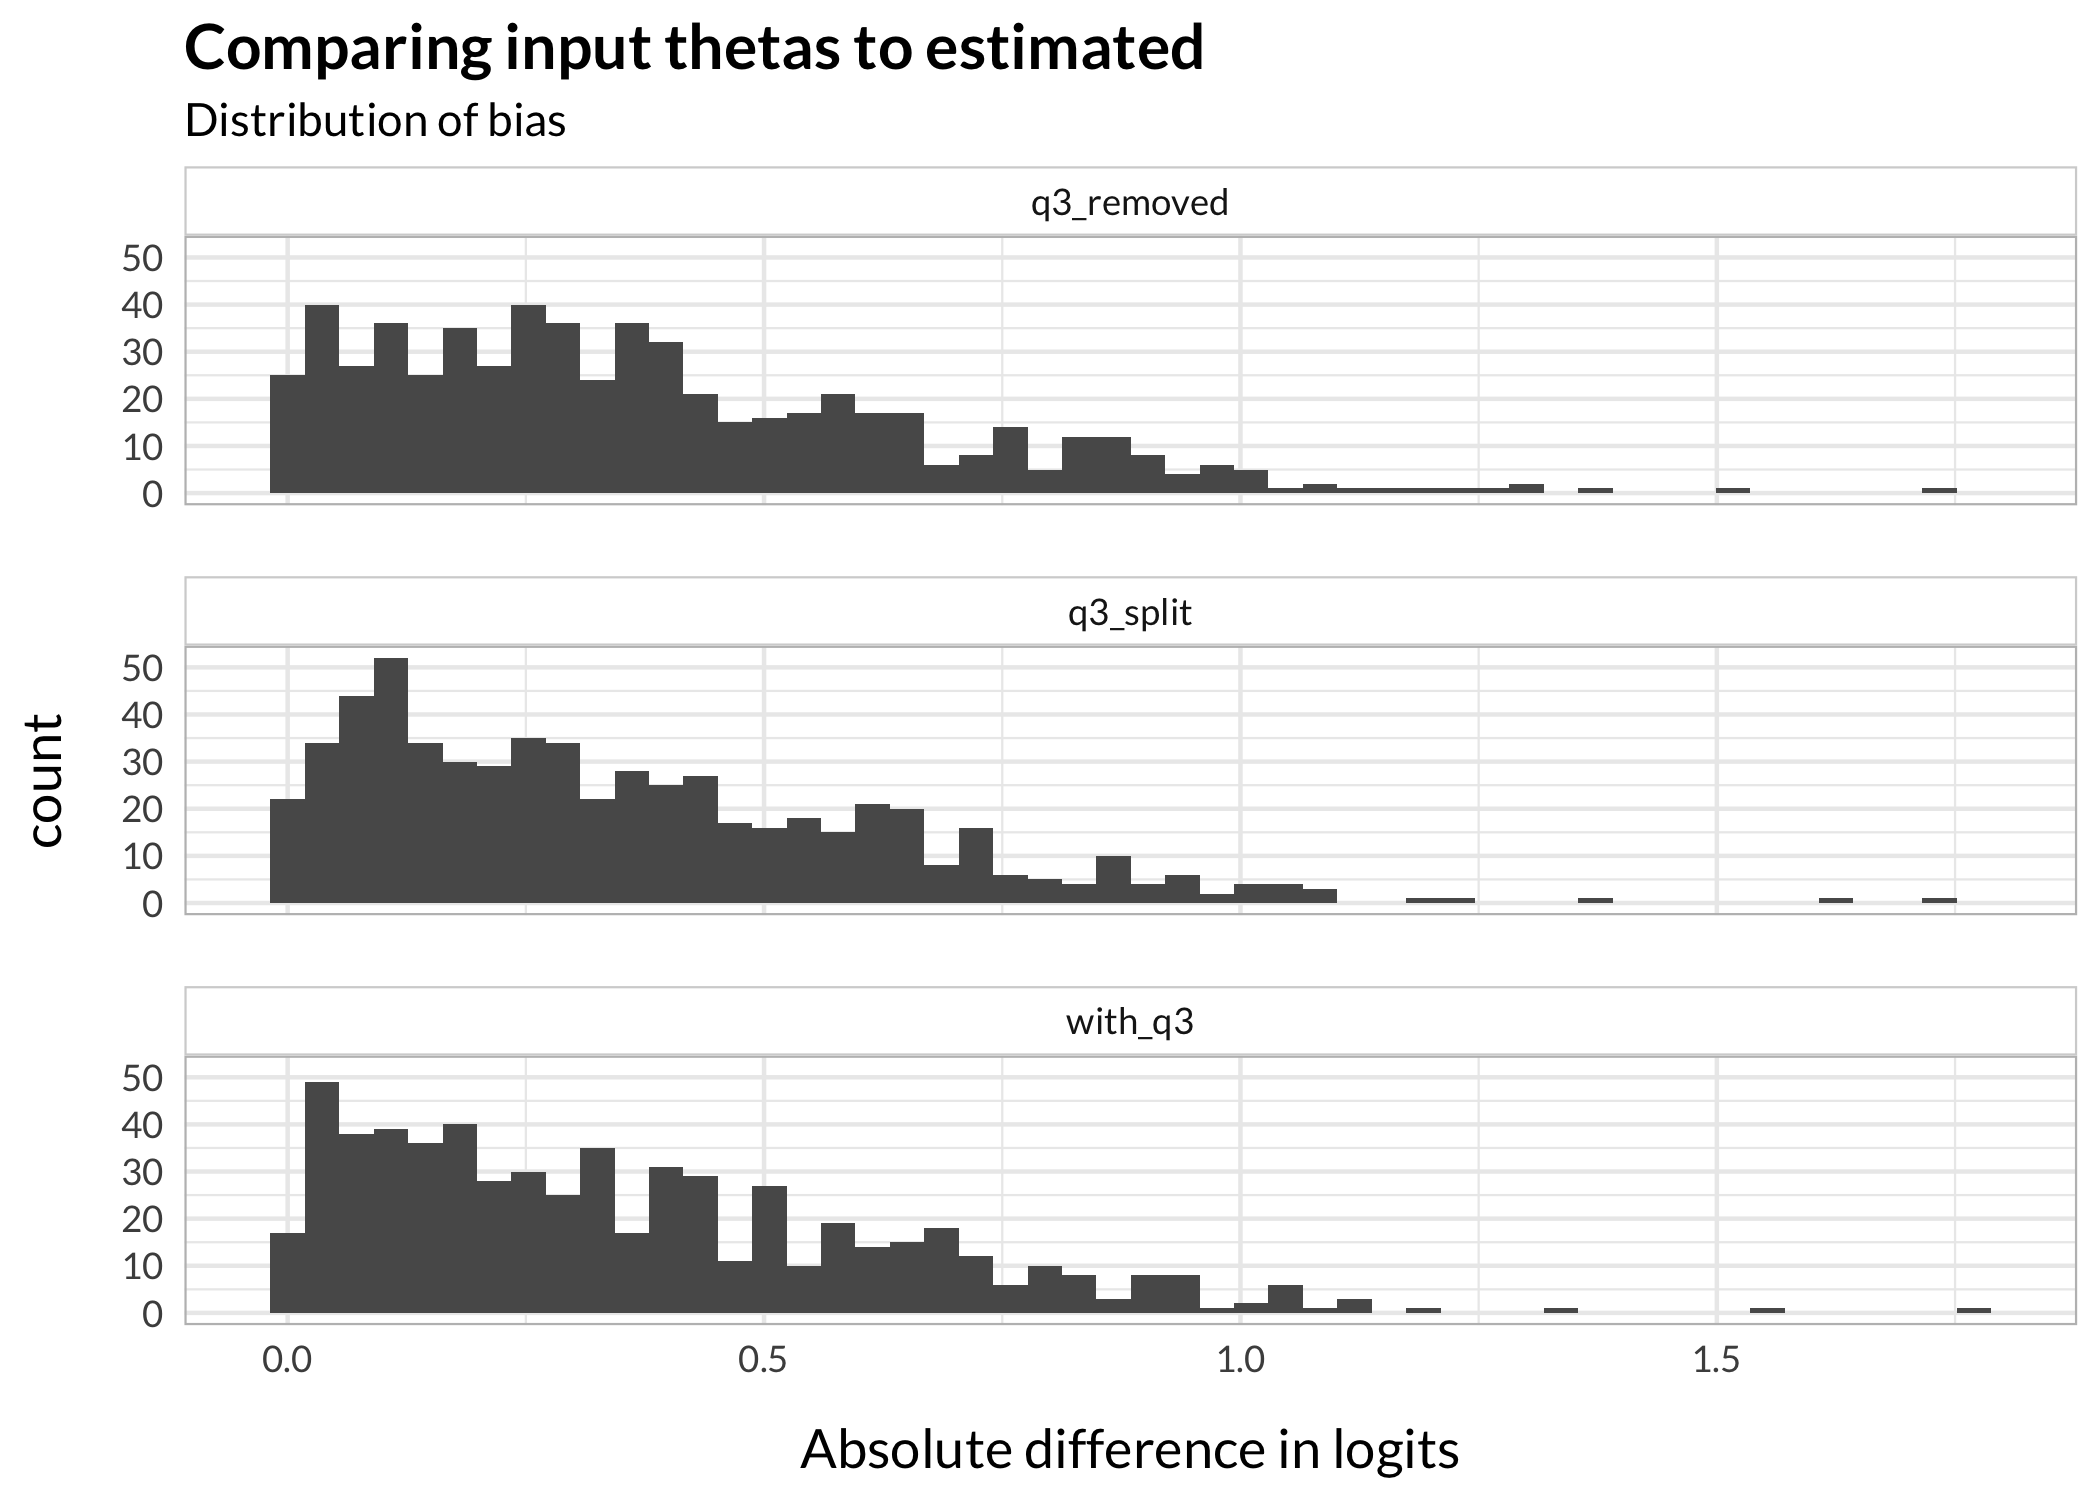 Comparing input thetas to estimated
Distribution of bias
q3_removed
50
40
30
20
10
0
q3_split
50
40
30
20
10
0
count
with_q3
50
40
30
20
10
0
0.0 0.5 1.0 1.5
Absolute difference in logits